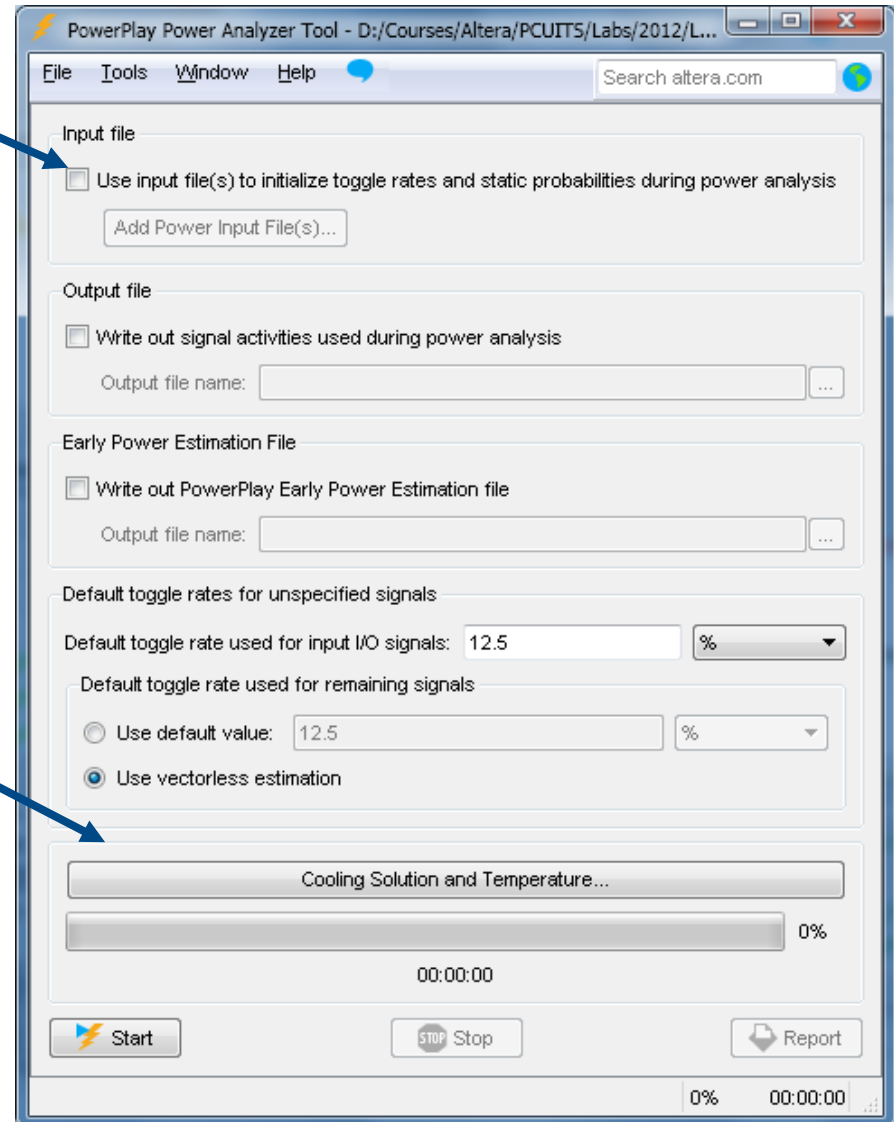 PowerPlay Power Analyzer Tool - D:/Courses/Altera/PCUITS/Labs/2012/L...
File Tools Window Help Search altera.com
Input file
Use input file(s) to initialize toggle rates and static probabilities during power analysis
Add Power Input File(s)...
Output file
Write out signal activities used during power analysis
Output file name: ...
Early Power Estimation File
Write out PowerPlay Early Power Estimation file
Output file name: ...
Default toggle rates for unspecified signals
Default toggle rate used for input I/O signals: 12.5 %
Default toggle rate used for remaining signals
Use default value: 12.5 %
Use vectorless estimation
Cooling Solution and Temperature...
0%
00:00:00
Start STOP Stop Report
0% 00:00:00